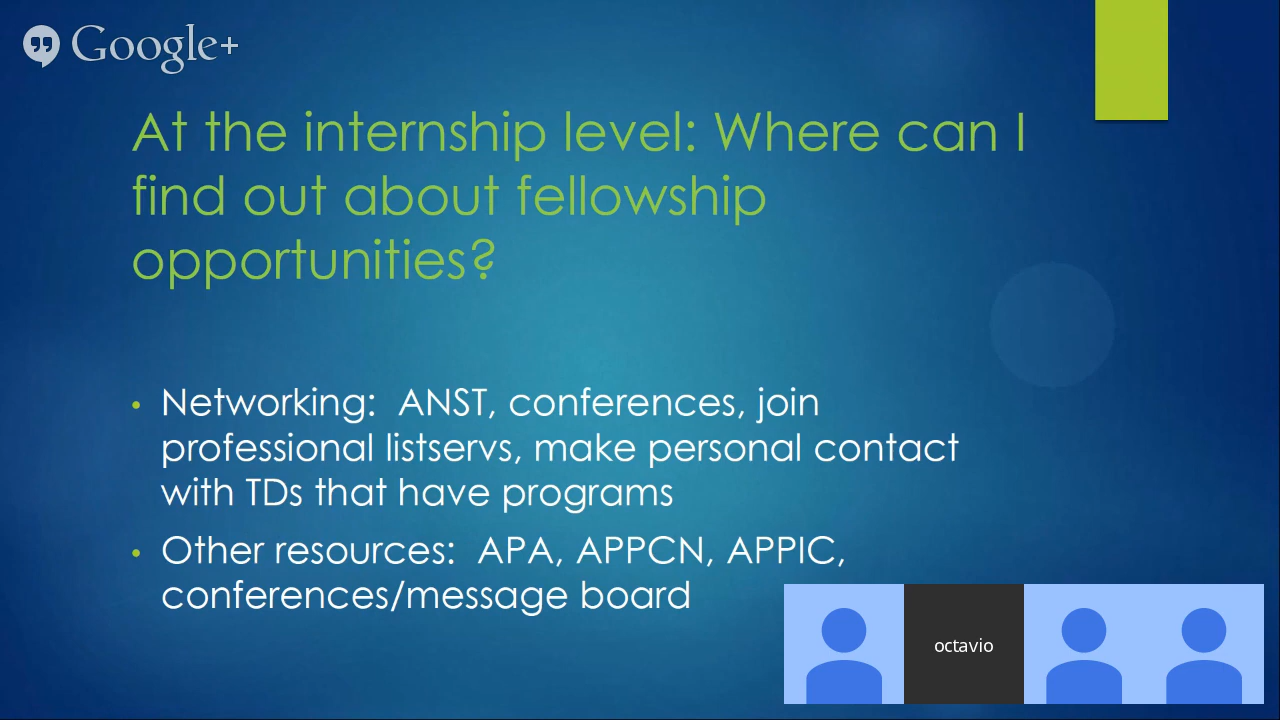 Google+
At the internship level: Where can I
find out about fellowship
opportunities?
• Networking:  ANST, conferences, join
professional listservs, make personal contact
with TDs that have programs
• Other resources:  APA, APPCN, APPIC,
conferences/message board
octavio